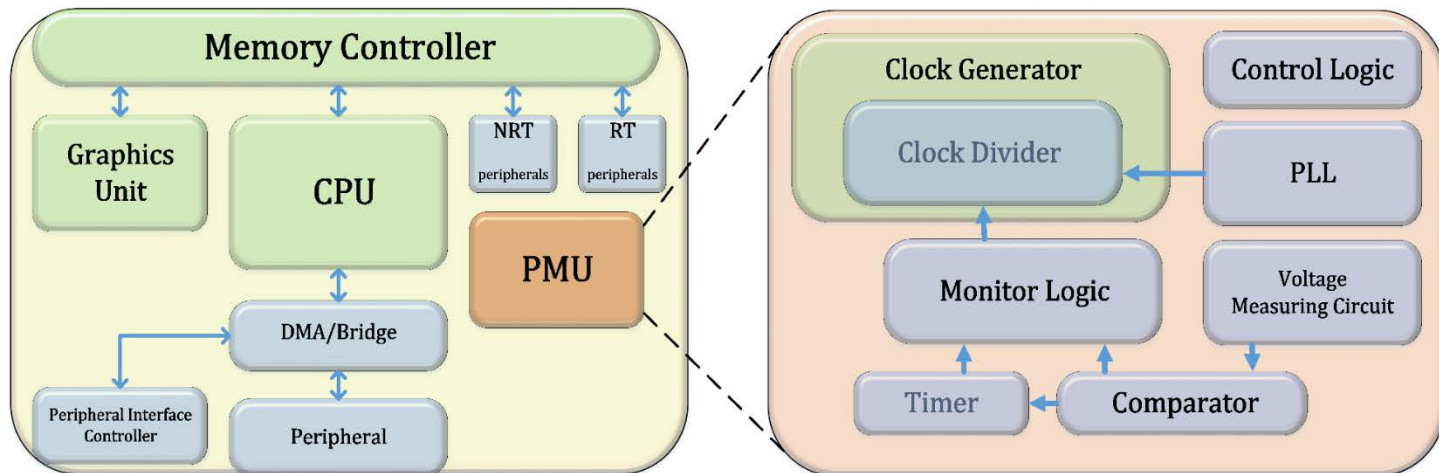 Memory Controller
Graphics
Unit
CPU
NRT
peripherals
RT
peripherals
PMU
DMA/Bridge
Peripheral Interface
Controller
Peripheral
Clock Generator
Clock Divider
Control Logic
PLL
Monitor Logic
Voltage
Measuring Circuit
Timer
Comparator